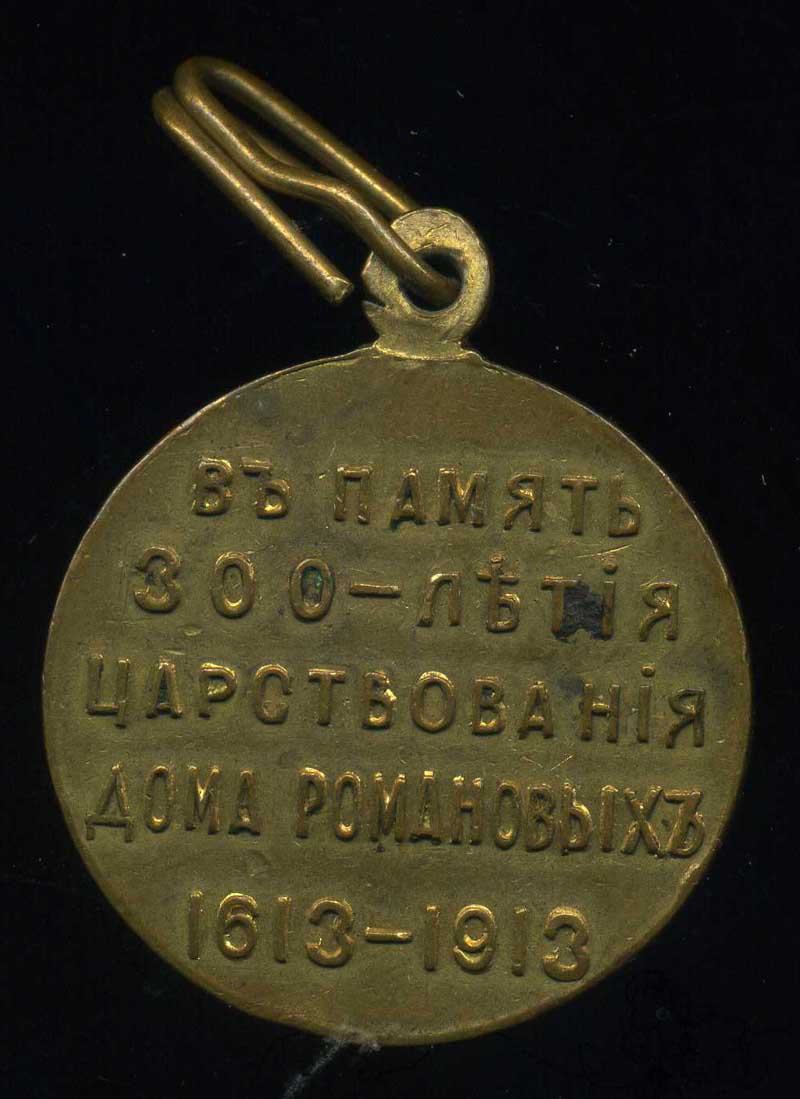 ВЪ ПАМЯТЬ
300-ЛѢТІЯ
ЦАРСТВОВАНІЯ
ДОМА РОМАНОВЫХЪ
1613-1913